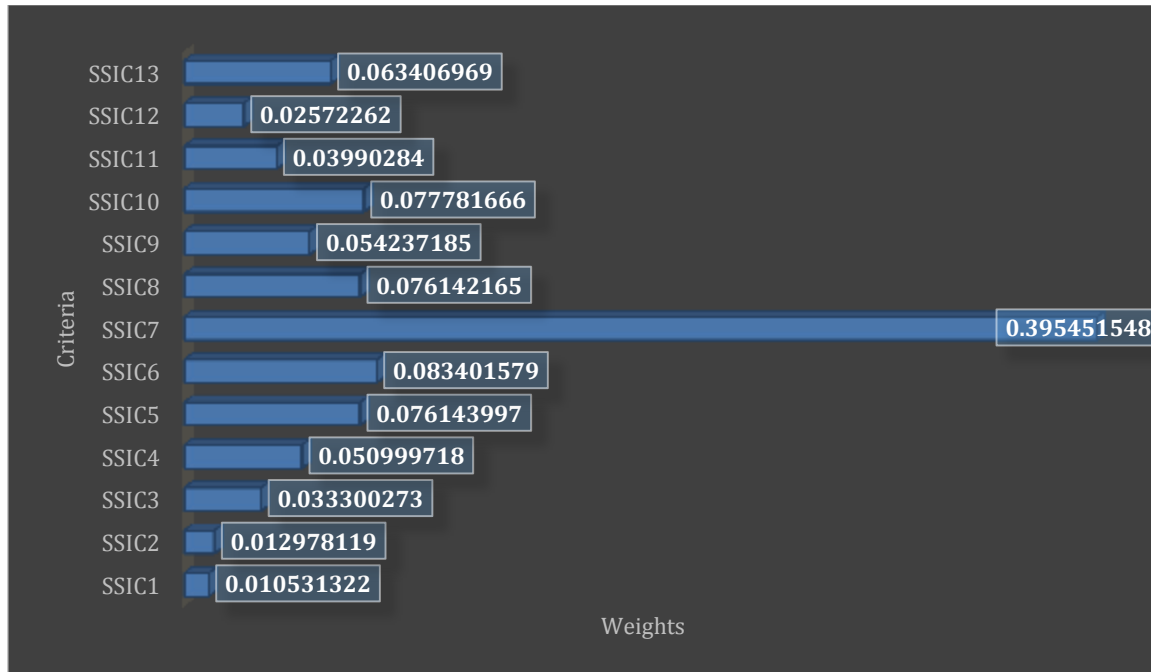 SSIC13
0.063406969
SSIC12
0.02572262
SSIC11
0.03990284
SSIC10
0.077781666
SSIC9
0.054237185
SSIC8
0.076142165
SSIC7
0.395451548
SSIC6
0.083401579
SSIC5
0.076143997
SSIC4
0.050999718
SSIC3
0.033300273
SSIC2
0.012978119
SSIC1
0.010531322
Criteria
Weights